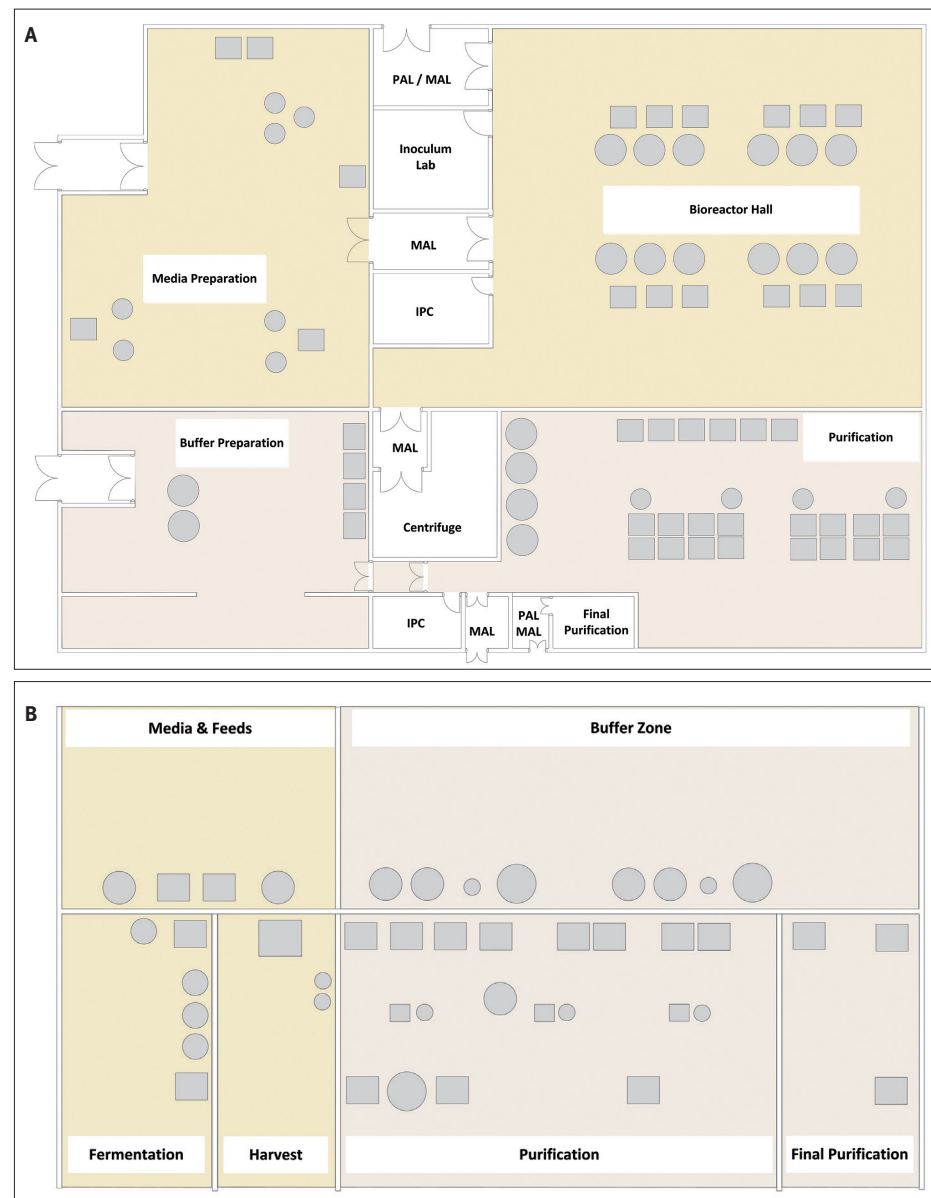 A
PAL / MAL
Inoculum
Lab
Bioreactor Hall
MAL
Media Preparation
IPC
Buffer Preparation
MAL
Purification
Centrifuge
IPC
MAL
PAL
MAL
Final
Purification
B
Media & Feeds
Buffer Zone
Fermentation
Harvest
Purification
Final Purification